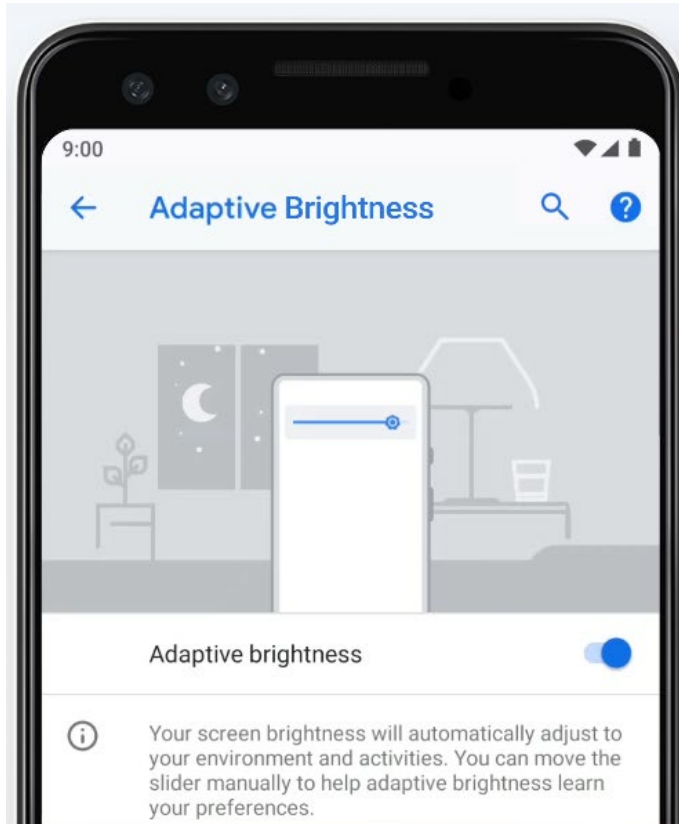 9:00
Adaptive Brightness
Adaptive brightness
Your screen brightness will automatically adjust to
your environment and activities. You can move the
slider manually to help adaptive brightness learn
your preferences.